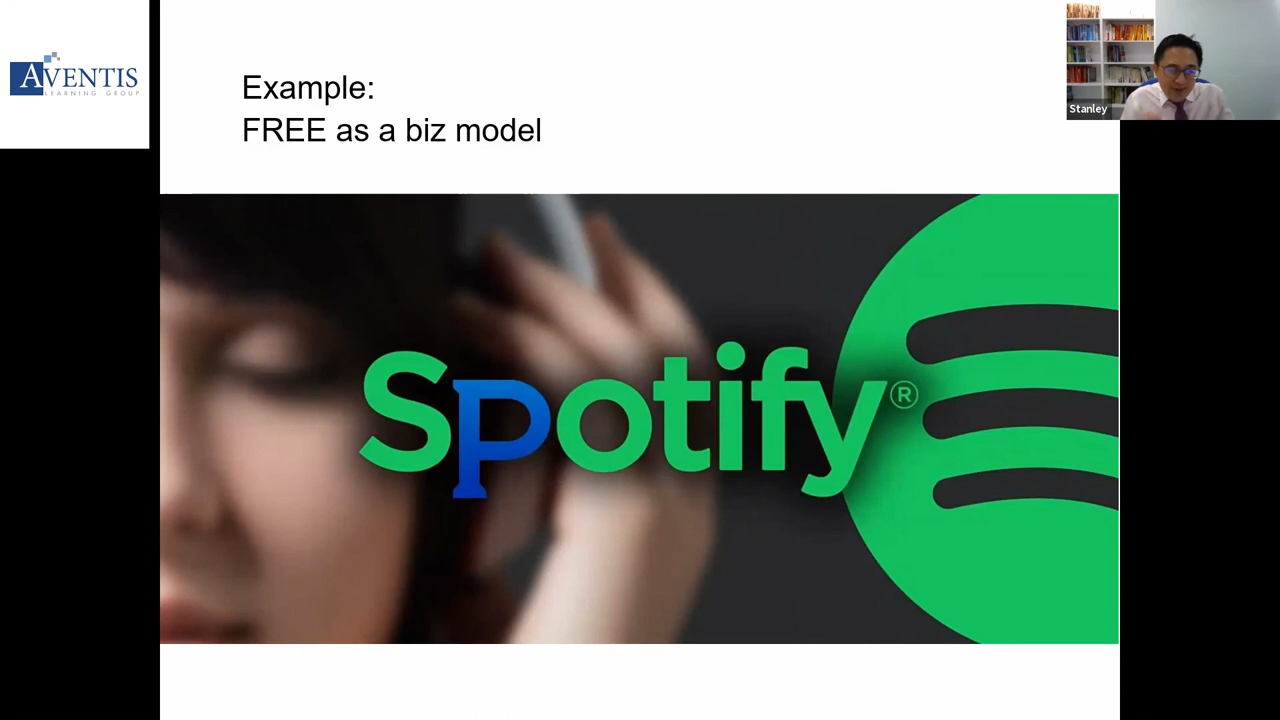 AVENTIS
LEARNING GROUP
Example:
FREE as a biz model
Stanley
Spotify®